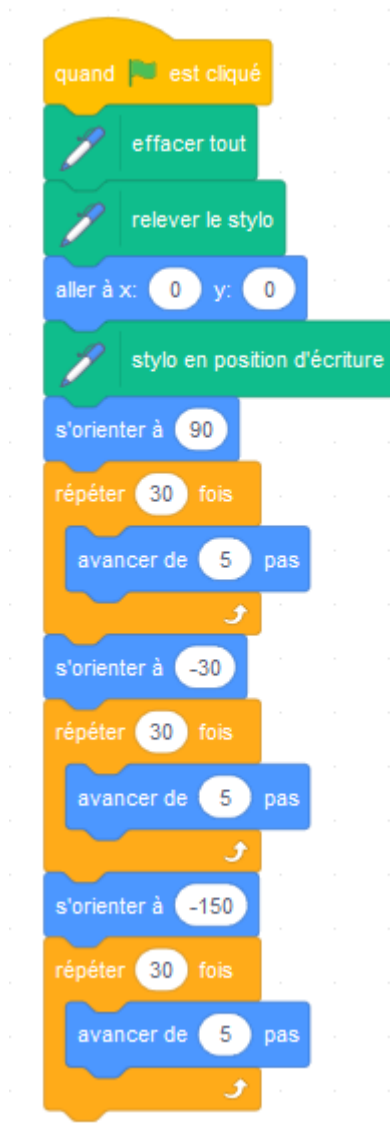 quand est cliqué
effacer tout
relever le stylo
aller à x: 0 y: 0
stylo en position d'écriture
s'orienter à 90
répéter 30 fois
avancer de 5 pas
s'orienter à -30
répéter 30 fois
avancer de 5 pas
s'orienter à -150
répéter 30 fois
avancer de 5 pas